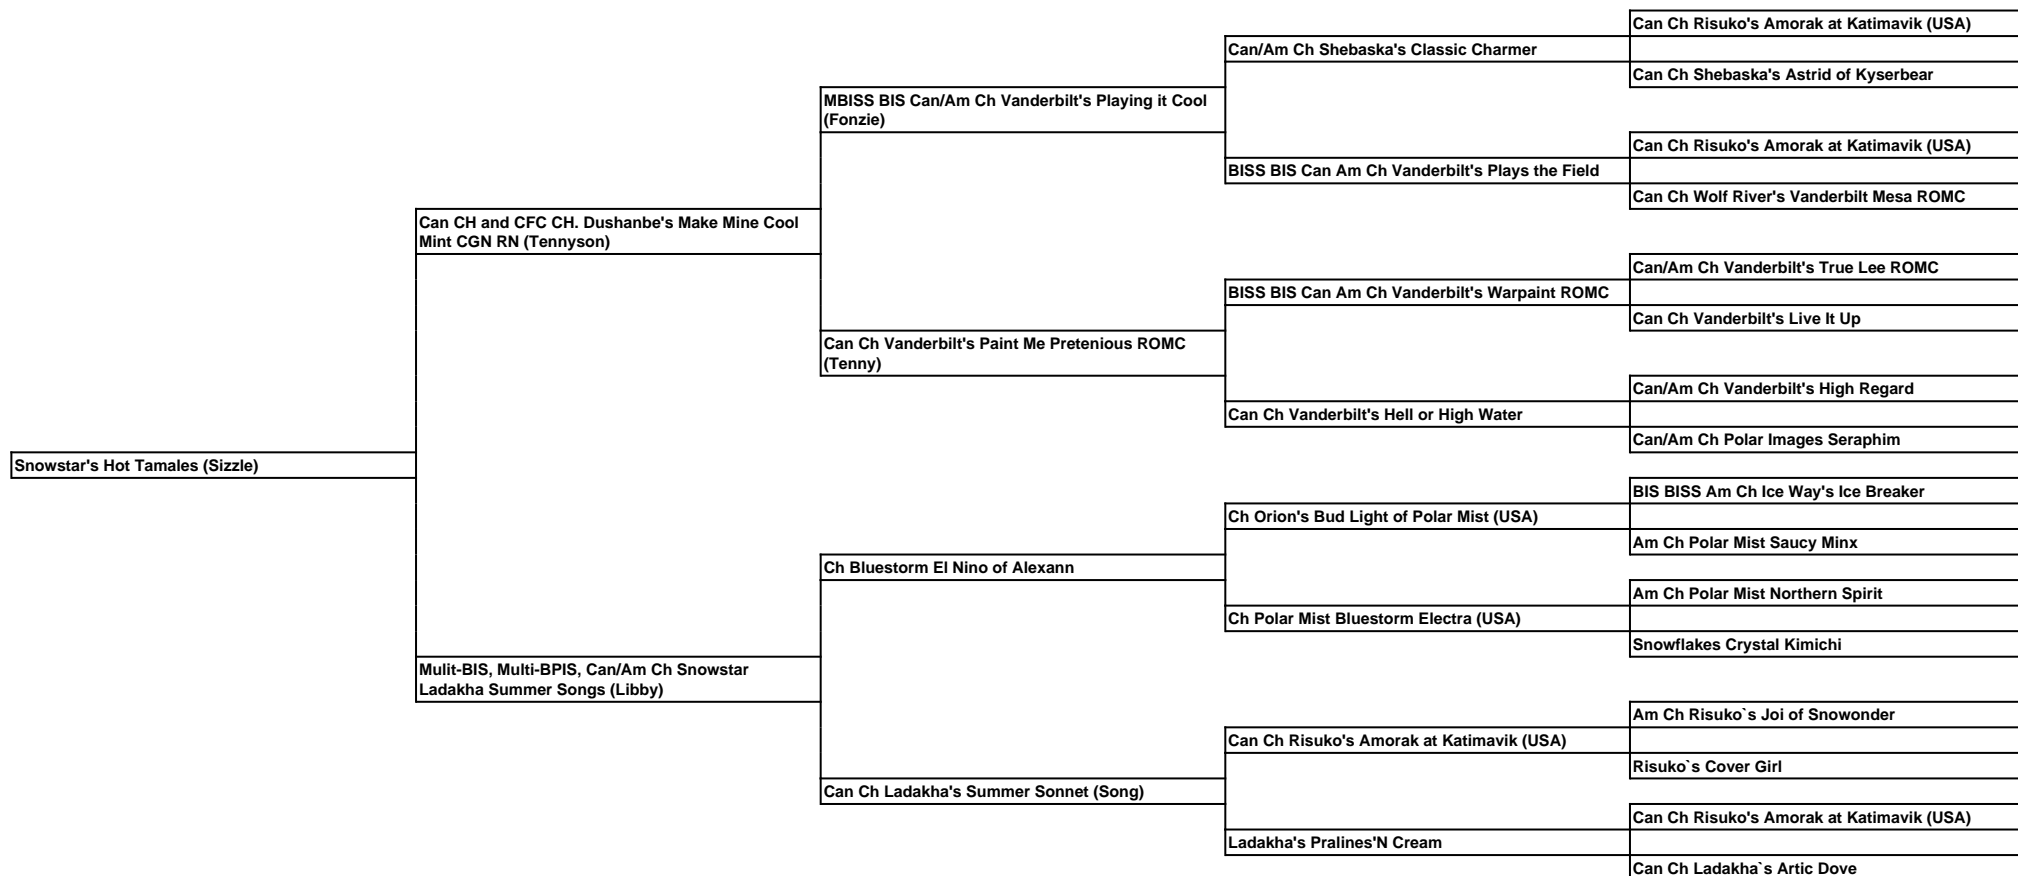 Can Ch Risuko's Amorak at Katimavik (USA)
Can/Am Ch Shebaska's Classic Charmer
Can Ch Shebaska's Astrid of Kyserbear
MBISS BIS Can/Am Ch Vanderbilt's Playing it Cool
(Fonzie)
Can Ch Risuko's Amorak at Katimavik (USA)
BISS BIS Can Am Ch Vanderbilt's Plays the Field
Can Ch Wolf River's Vanderbilt Mesa ROMC
Can CH and CFC CH. Dushanbe's Make Mine Cool
Mint CGN RN (Tennyson)
Can/Am Ch Vanderbilt's True Lee ROMC
BISS BIS Can Am Ch Vanderbilt's Warpaint ROMC
Can Ch Vanderbilt's Live It Up
Can Ch Vanderbilt's Paint Me Pretenious ROMC
(Tenny)
Can/Am Ch Vanderbilt's High Regard
Can Ch Vanderbilt's Hell or High Water
Can/Am Ch Polar Images Seraphim
Snowstar's Hot Tamales (Sizzle)
BIS BISS Am Ch Ice Way's Ice Breaker
Ch Orion's Bud Light of Polar Mist (USA)
Am Ch Polar Mist Saucy Minx
Ch Bluestorm El Nino of Alexann
Am Ch Polar Mist Northern Spirit
Ch Polar Mist Bluestorm Electra (USA)
Snowflakes Crystal Kimichi
Mulit-BIS, Multi-BPIS, Can/Am Ch Snowstar
Ladakha Summer Songs (Libby)
Am Ch Risuko`s Joi of Snowonder
Can Ch Risuko's Amorak at Katimavik (USA)
Risuko`s Cover Girl
Can Ch Ladakha's Summer Sonnet (Song)
Can Ch Risuko's Amorak at Katimavik (USA)
Ladakha's Pralines'N Cream
Can Ch Ladakha`s Artic Dove